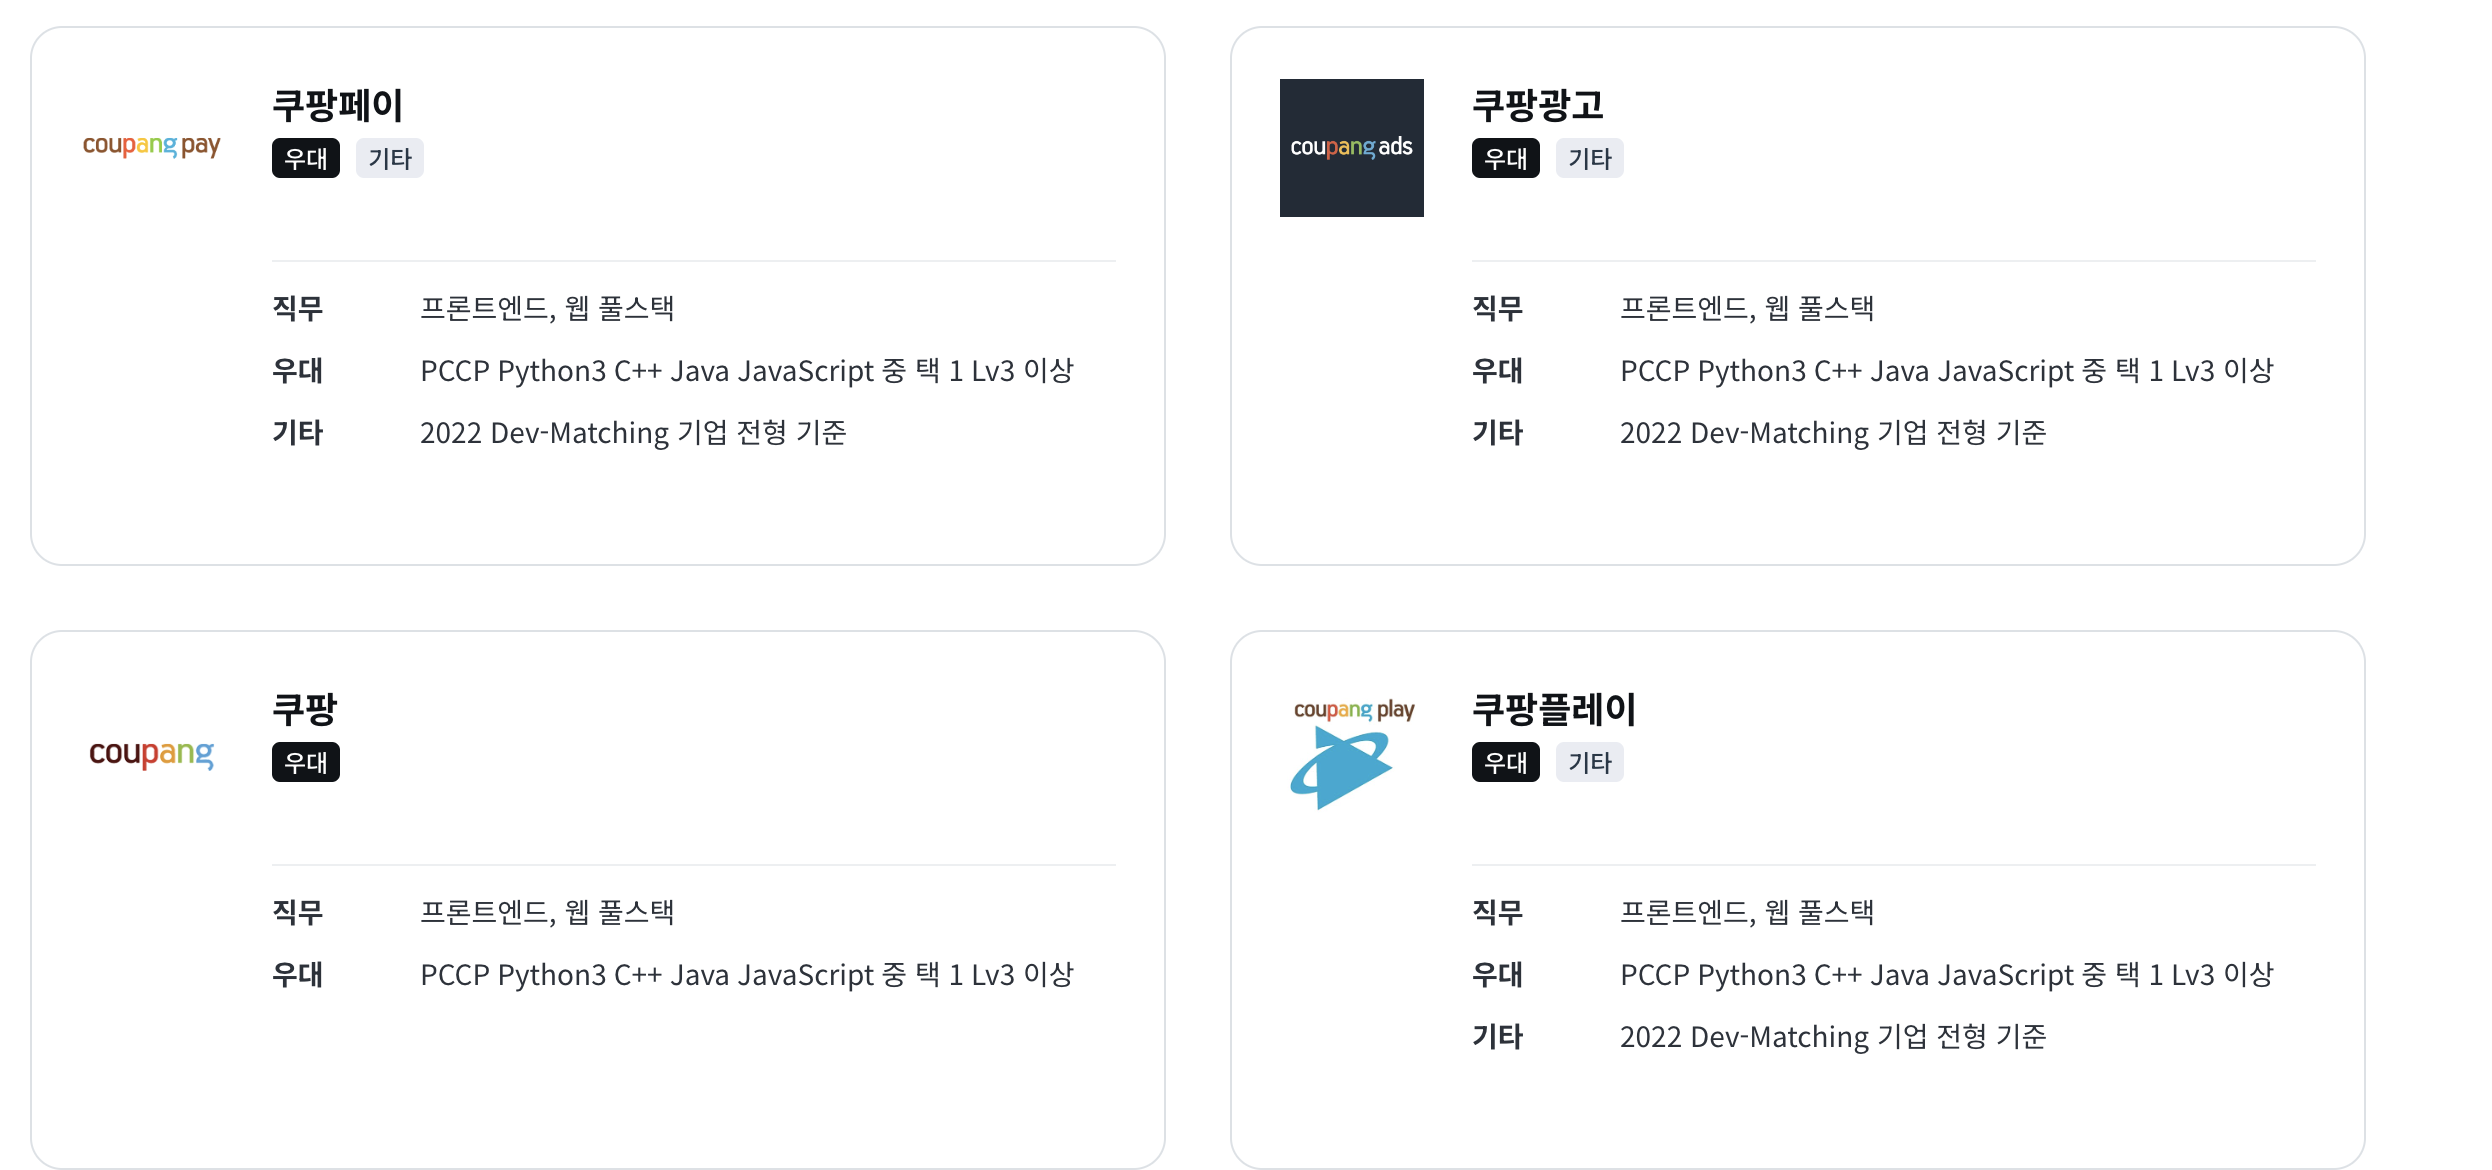 coupang pay
쿠팡페이
우대 기타
직무 프론트엔드, 웹 풀스택
우대 PCCP Python3 C++ Java JavaScript 중 택 1 Lv3 이상
기타 2022 Dev-Matching 기업 전형 기준
coupang ads
쿠팡광고
우대 기타
직무 프론트엔드, 웹 풀스택
우대 PCCP Python3 C++ Java JavaScript 중 택 1 Lv3 이상
기타 2022 Dev-Matching 기업 전형 기준
coupang
쿠팡
우대
직무 프론트엔드, 웹 풀스택
우대 PCCP Python3 C++ Java JavaScript 중 택 1 Lv3 이상
coupang play
쿠팡플레이
우대 기타
직무 프론트엔드, 웹 풀스택
우대 PCCP Python3 C++ Java JavaScript 중 택 1 Lv3 이상
기타 2022 Dev-Matching 기업 전형 기준